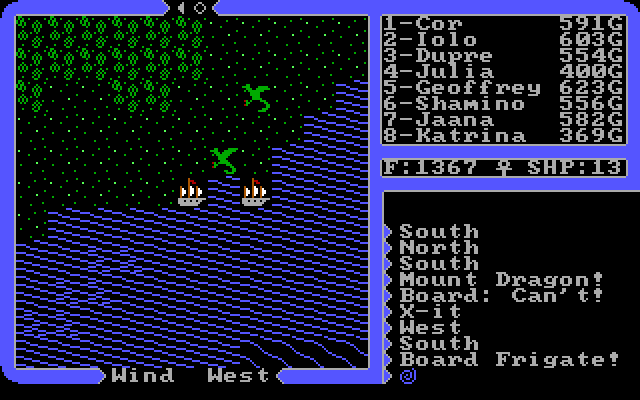 1-Cor 591G
2-Iolo 603G
3-Dupre 554G
4-Julia 400G
5-Geoffrey 623G
6-Shamino 556G
7-Jaana 582G
8-Katrina 369G
F:1367 ♀ SHP:13
South
North
South
Mount Dragon!
Board: Can't!
X-it
West
South
Board Frigate!
Wind West